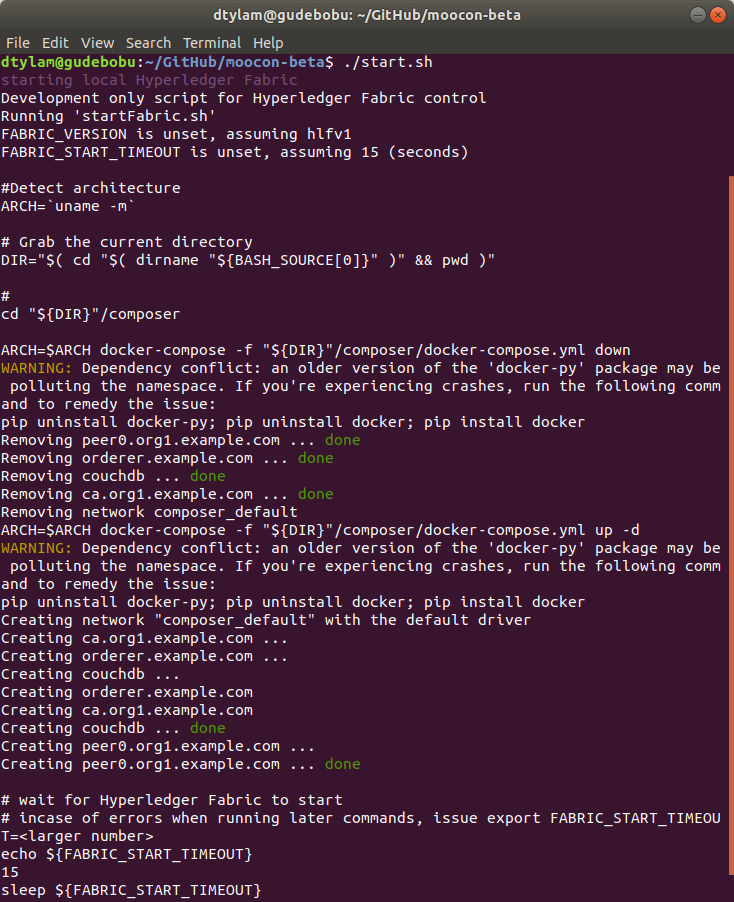 dtylam@gudebobu: ~/GitHub/moocon-beta
File Edit View Search Terminal Help
dtylam@gudebobu:~/GitHub/moocon-beta$ ./start.sh
starting local Hyperledger Fabric
Development only script for Hyperledger Fabric control
Running 'startFabric.sh'
FABRIC_VERSION is unset, assuming hlfv1
FABRIC_START_TIMEOUT is unset, assuming 15 (seconds)
#Detect architecture
ARCH=`uname -m`
# Grab the current directory
DIR="$( cd "$( dirname "${BASH_SOURCE[0]}" )" && pwd )"
#
cd "${DIR}"/composer
ARCH=$ARCH docker-compose -f "${DIR}"/composer/docker-compose.yml down
WARNING: Dependency conflict: an older version of the 'docker-py' package may be
 polluting the namespace. If you're experiencing crashes, run the following comm
and to remedy the issue:
pip uninstall docker-py; pip uninstall docker; pip install docker
Removing peer0.org1.example.com ... done
Removing orderer.example.com ... done
Removing couchdb ... done
Removing ca.org1.example.com ... done
Removing network composer_default
ARCH=$ARCH docker-compose -f "${DIR}"/composer/docker-compose.yml up -d
WARNING: Dependency conflict: an older version of the 'docker-py' package may be
 polluting the namespace. If you're experiencing crashes, run the following comm
and to remedy the issue:
pip uninstall docker-py; pip uninstall docker; pip install docker
Creating network "composer_default" with the default driver
Creating ca.org1.example.com ...
Creating orderer.example.com ...
Creating couchdb ...
Creating orderer.example.com
Creating ca.org1.example.com
Creating couchdb ... done
Creating peer0.org1.example.com ...
Creating peer0.org1.example.com ... done
# wait for Hyperledger Fabric to start
# incase of errors when running later commands, issue export FABRIC_START_TIMEOU
T=<larger number>
echo ${FABRIC_START_TIMEOUT}
15
sleep ${FABRIC_START_TIMEOUT}